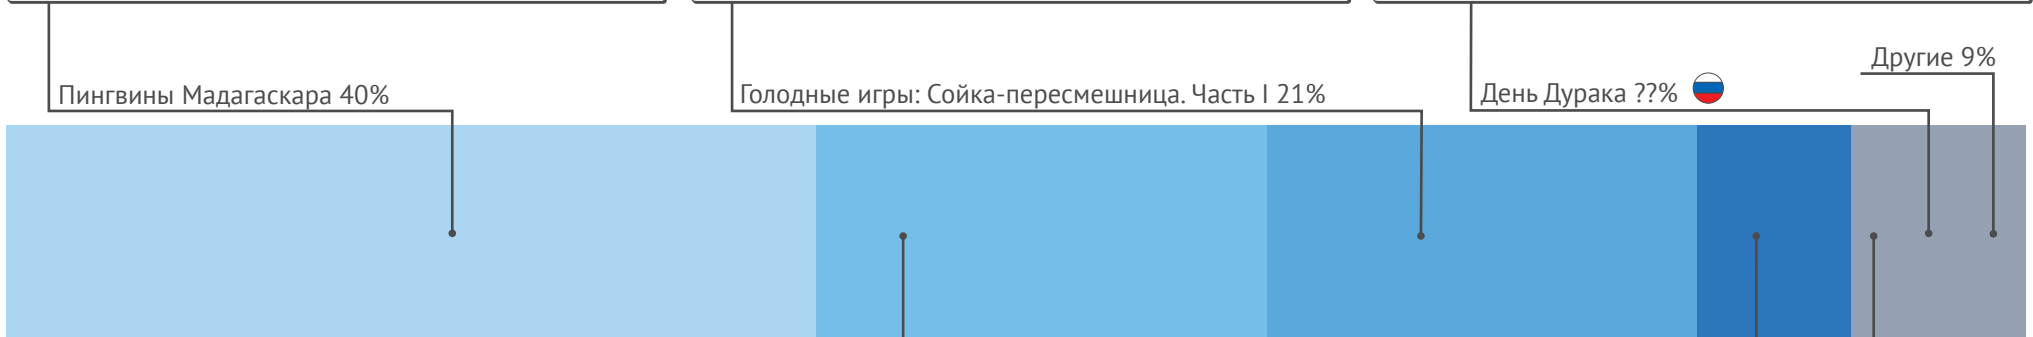 Другие 9%
Пингвины Мадагаскара 40%
Голодные игры: Сойка-пересмешница. Часть I 21%
День Дурака ??%